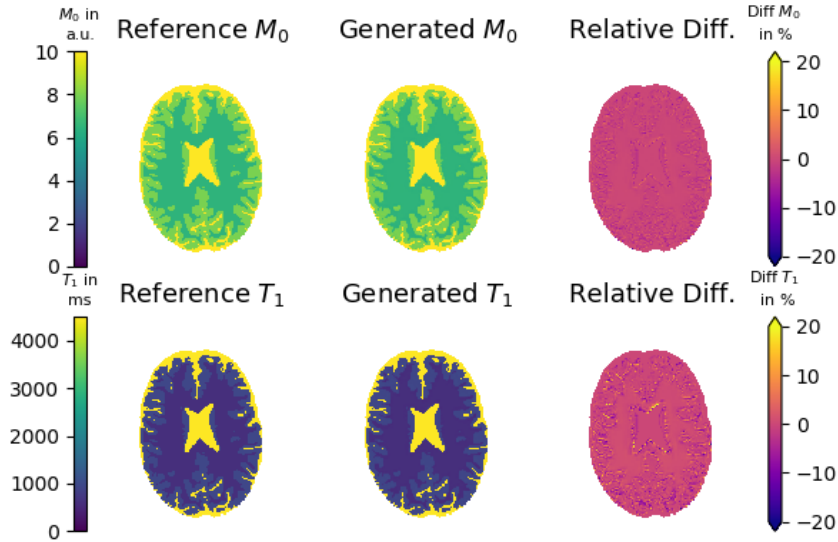 M₀ in
a.u.
Reference M₀
Generated M₀
Relative Diff.
Diff M₀
in %
10
8
6
4
2
0
20
10
0
−10
−20
T₁ in
ms
Reference T₁
Generated T₁
Relative Diff.
Diff T₁
in %
4000
3000
2000
1000
0
20
10
0
−10
−20